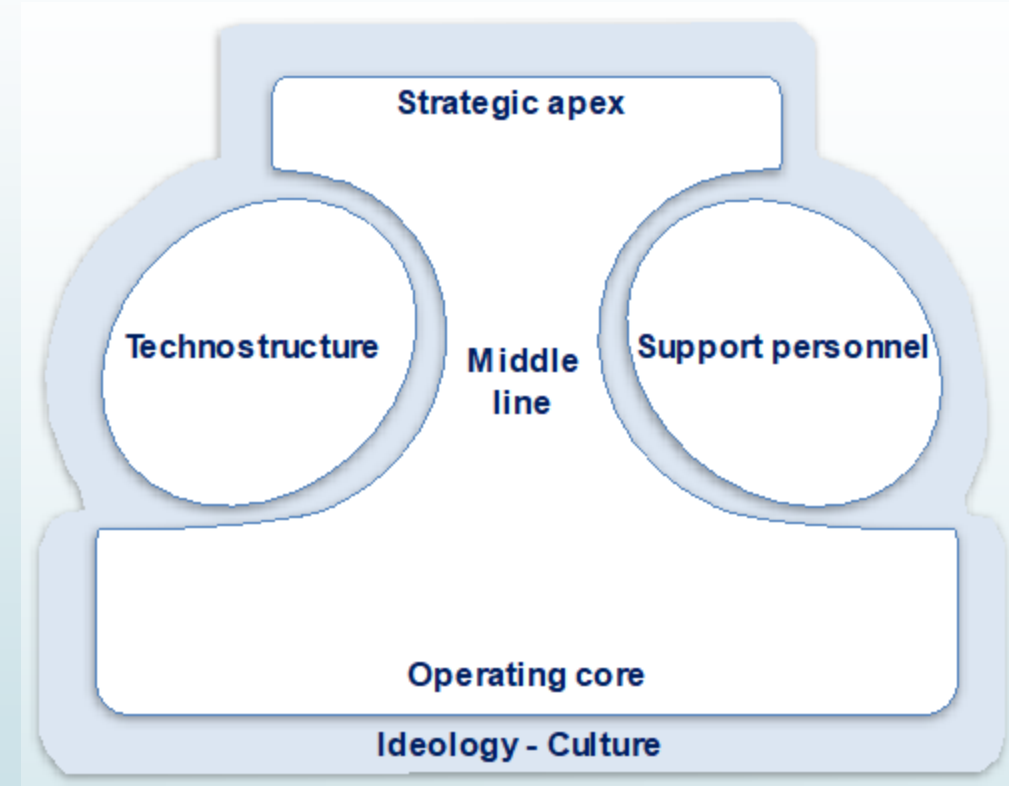 Strategic apex
Technostructure
Middle
line
Support personnel
Operating core
Ideology - Culture